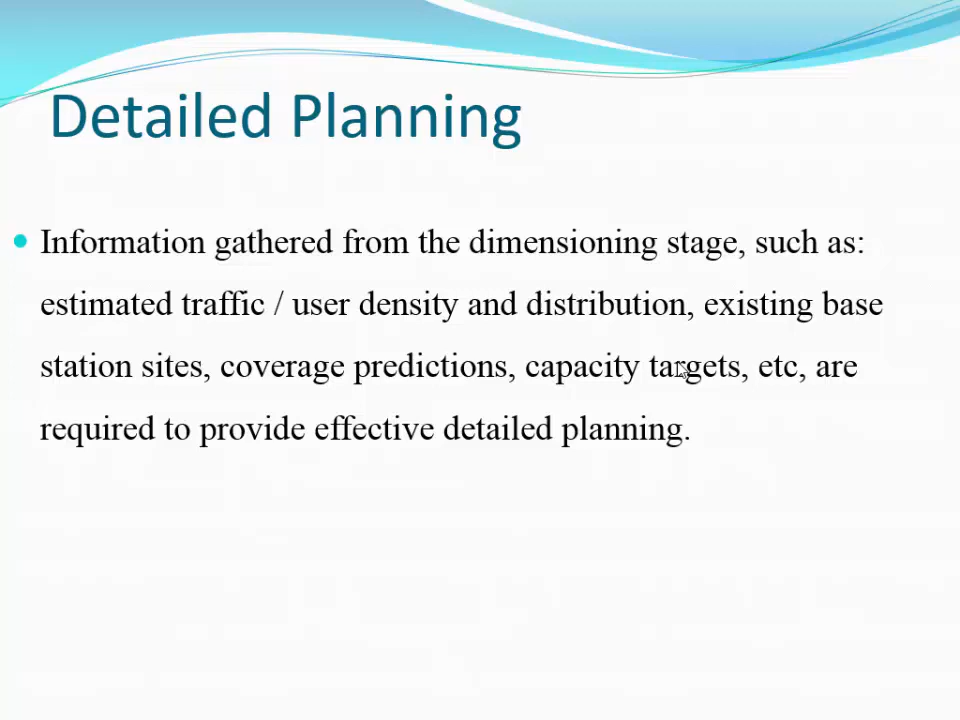 Detailed Planning
Information gathered from the dimensioning stage, such as:
estimated traffic / user density and distribution, existing base
station sites, coverage predictions, capacity targets, etc, are
required to provide effective detailed planning.